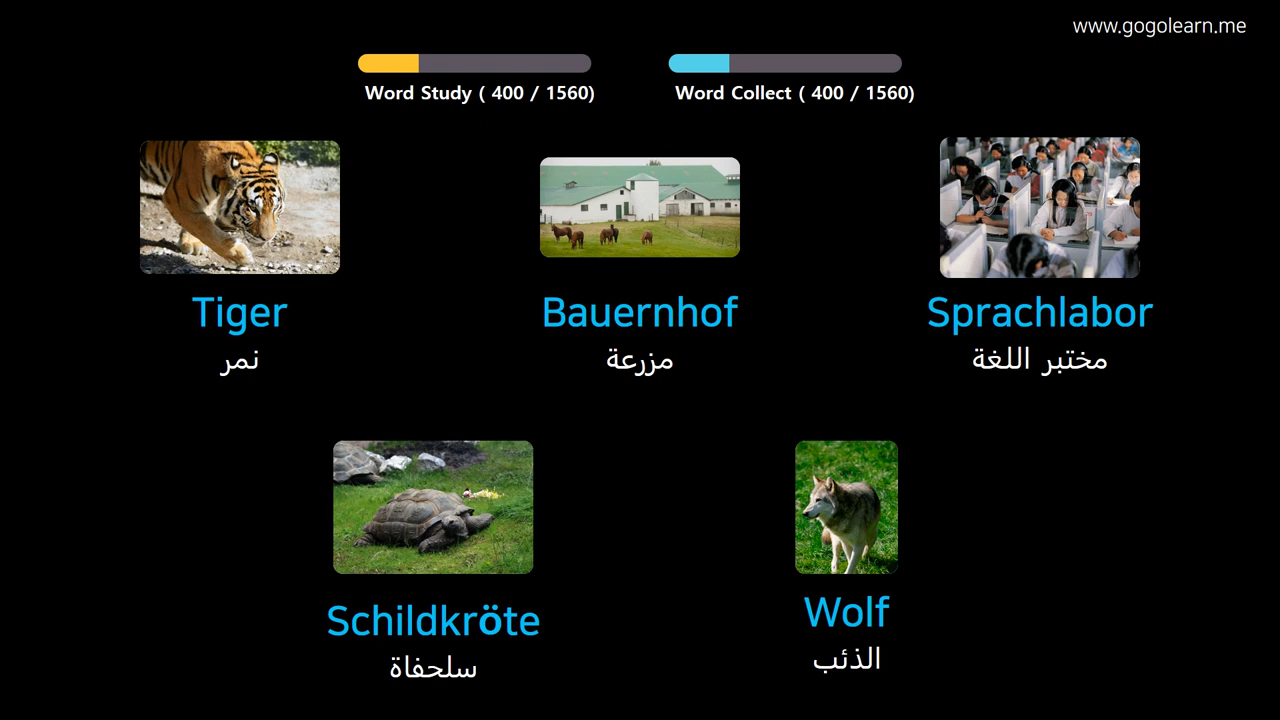 www.gogolearn.me
Word Study ( 400 / 1560)
Word Collect ( 400 / 1560)
Tiger
نمر
Bauernhof
مزرعة
Sprachlabor
مختبر اللغة
Schildkröte
سلحفاة
Wolf
الذئب